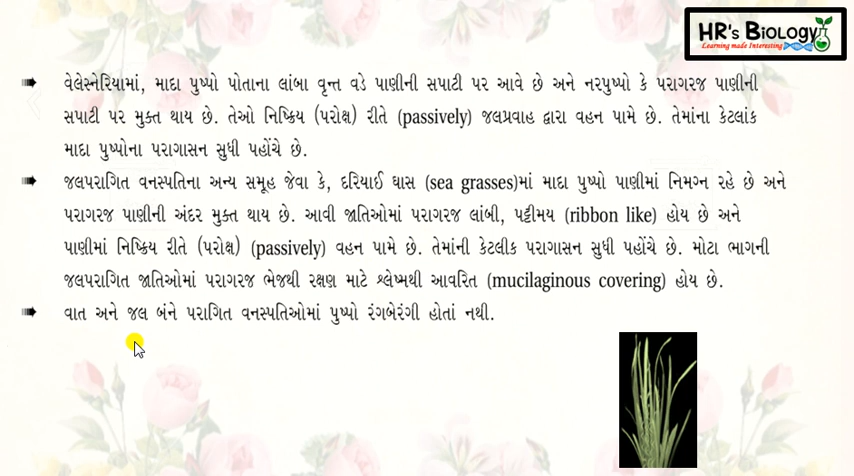 HR's Biology
Learning made Interesting
વેલેસ્નેરિયામાં, માદા પુષ્પો પોતાના લાંબા વૃન્ત વડે પાણીની સપાટી પર આવે છે અને નરપુષ્પો કે પરાગરજ પાણીની
સપાટી પર મુક્ત થાય છે. તેઓ નિષ્ક્રિય (પરોક્ષ) રીતે (passively) જલપ્રવાહ દ્વારા વહન પામે છે. તેમાંના કેટલાંક
માદા પુષ્પોના પરાગાસન સુધી પહોંચે છે.
જલપરાગિત વનસ્પતિના અન્ય સમૂહ જેવા કે, દરિયાઈ ઘાસ (sea grasses)માં માદા પુષ્પો પાણીમાં નિમગ્ન રહે છે અને
પરાગરજ પાણીની અંદર મુક્ત થાય છે. આવી જાતિઓમાં પરાગરજ લાંબી, પટ્ટીમય (ribbon like) હોય છે અને
પાણીમાં નિષ્ક્રિય રીતે (પરોક્ષ) (passively) વહન પામે છે. તેમાંની કેટલીક પરાગાસન સુધી પહોંચે છે. મોટા ભાગની
જલપરાગિત જાતિઓમાં પરાગરજ ભેજથી રક્ષણ માટે શ્લેષ્મથી આવરિત (mucilaginous covering) હોય છે.
વાત અને જલ બંને પરાગિત વનસ્પતિઓમાં પુષ્પો રંગબેરંગી હોતાં નથી.